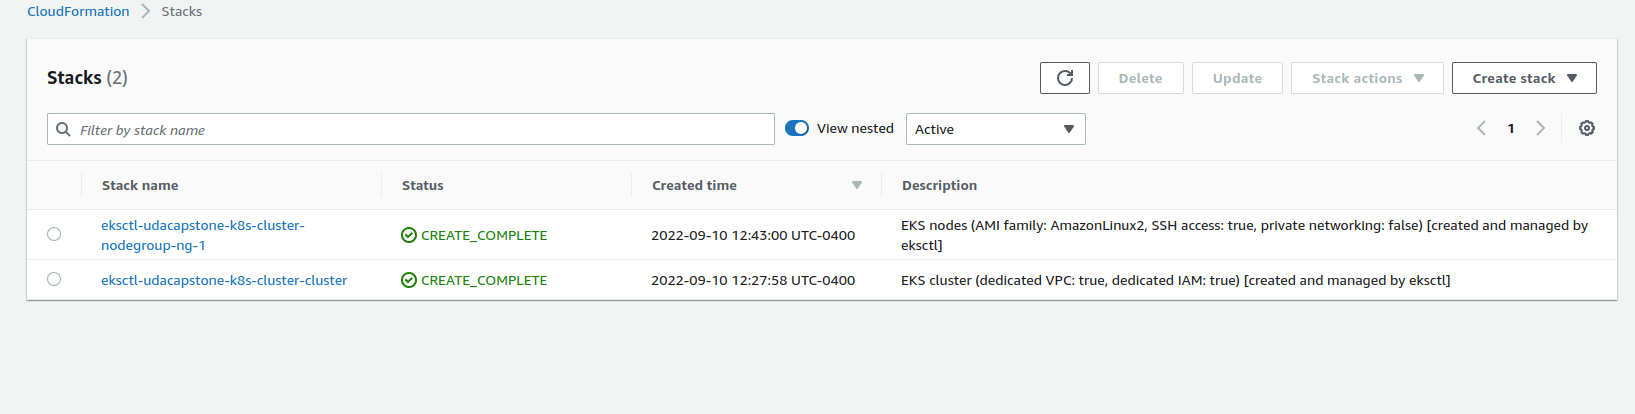 CloudFormation Stacks
Stacks (2)
Delete
Update
Stack actions
Create stack
Filter by stack name
View nested
Active
1
Stack name Status Created time Description
eksctl-udacapstone-k8s-cluster-
nodegroup-ng-1
CREATE_COMPLETE
2022-09-10 12:43:00 UTC-0400
EKS nodes (AMI family: AmazonLinux2, SSH access: true, private networking: false) [created and managed by
eksctl]
eksctl-udacapstone-k8s-cluster-cluster
CREATE_COMPLETE
2022-09-10 12:27:58 UTC-0400
EKS cluster (dedicated VPC: true, dedicated IAM: true) [created and managed by eksctl]